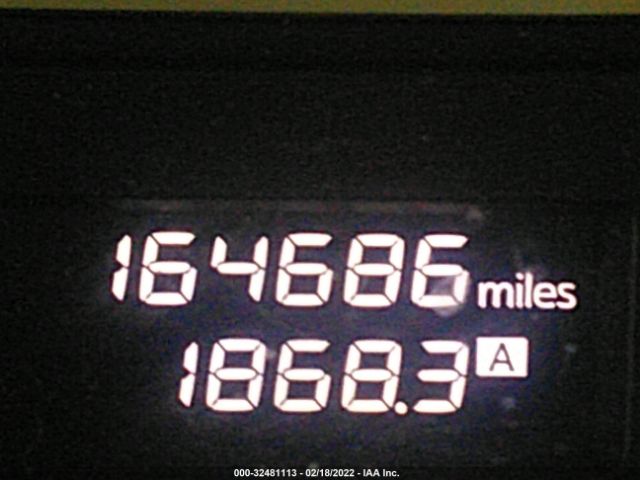 164686 miles
1868.3 A
000-32481113 - 02/18/2022 - IAA Inc.